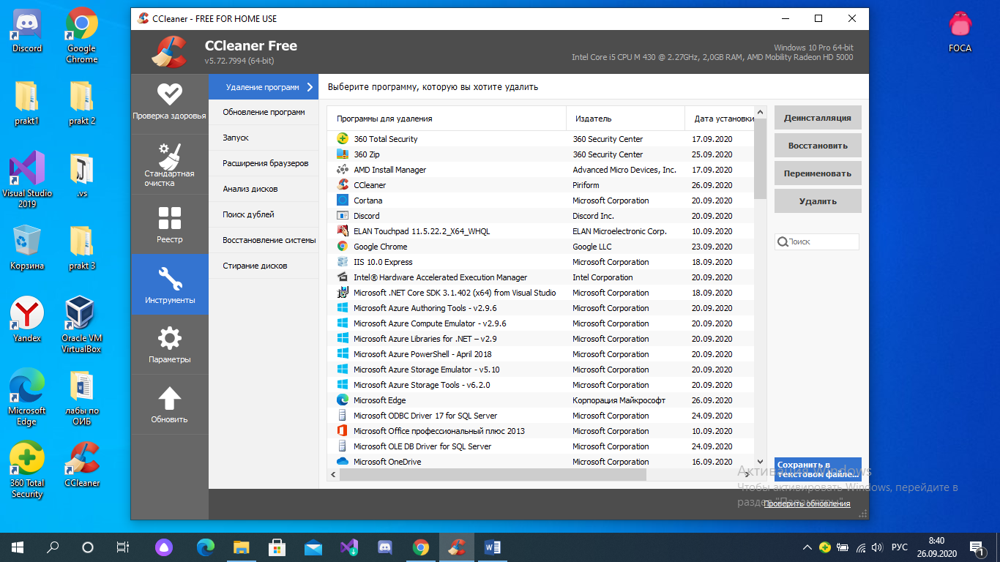 Discord
Google
Chrome
prakt1
prakt 2
Visual Studio
2019
.vs
Корзина
prakt 3
Yandex
Oracle VM
VirtualBox
Microsoft
Edge
лабы по
ОИБ
360 Total
Security
CCleaner
FOCA
CCleaner - FREE FOR HOME USE
CCleaner Free
v5.72.7994 (64-bit)
Windows 10 Pro 64-bit
Intel Core i5 CPU M 430 @ 2.27GHz, 2,0GB RAM, AMD Mobility Radeon HD 5000
Проверка здоровья
Стандартная
очистка
Реестр
Инструменты
Параметры
Обновить
Удаление программ
Обновление программ
Запуск
Расширения браузеров
Анализ дисков
Поиск дублей
Восстановление системы
Стирание дисков
Выберите программу, которую вы хотите удалить
Программы для удаления Издатель Дата установки
360 Total Security 360 Security Center 17.09.2020
360 Zip 360 Security Center 25.09.2020
AMD Install Manager Advanced Micro Devices, Inc. 17.09.2020
CCleaner Piriform 26.09.2020
Cortana Microsoft Corporation 20.09.2020
Discord Discord Inc. 20.09.2020
ELAN Touchpad 11.5.22.2_X64_WHQL ELAN Microelectronic Corp. 10.09.2020
Google Chrome Google LLC 23.09.2020
IIS 10.0 Express Microsoft Corporation 18.09.2020
Intel® Hardware Accelerated Execution Manager Intel Corporation 20.09.2020
Microsoft .NET Core SDK 3.1.402 (x64) from Visual Studio Microsoft Corporation 18.09.2020
Microsoft Azure Authoring Tools - v2.9.6 Microsoft Corporation 20.09.2020
Microsoft Azure Compute Emulator - v2.9.6 Microsoft Corporation 20.09.2020
Microsoft Azure Libraries for .NET – v2.9 Microsoft Corporation 20.09.2020
Microsoft Azure PowerShell - April 2018 Microsoft Corporation 20.09.2020
Microsoft Azure Storage Emulator - v5.10 Microsoft Corporation 20.09.2020
Microsoft Azure Storage Tools - v6.2.0 Microsoft Corporation 20.09.2020
Microsoft Edge Корпорация Майкрософт 26.09.2020
Microsoft ODBC Driver 17 for SQL Server Microsoft Corporation 24.09.2020
Microsoft Office профессиональный плюс 2013 Microsoft Corporation 10.09.2020
Microsoft OLE DB Driver for SQL Server Microsoft Corporation 24.09.2020
Microsoft OneDrive Microsoft Corporation 16.09.2020
Деинсталляция
Восстановить
Переименовать
Удалить
Поиск
Сохранить в
текстовом файле...
Активация Windows
Чтобы активировать Windows, перейдите в
раздел "Параметры".
Проверить обновления
РУС
8:40
26.09.2020
1